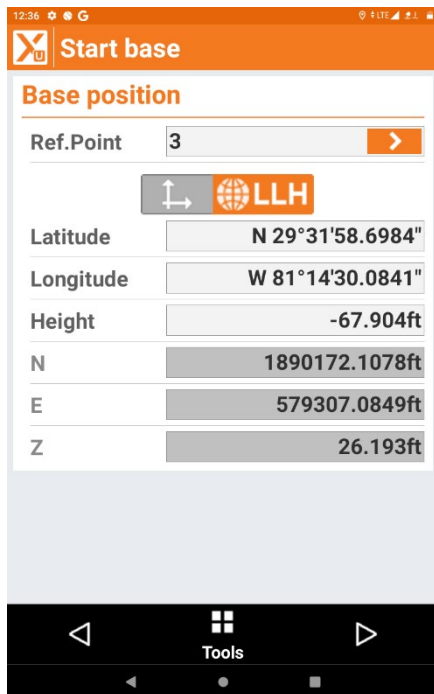 12:36 G LTE
Xu Start base
Base position
Ref.Point 3
LLH
Latitude N 29°31'58.6984"
Longitude W 81°14'30.0841"
Height -67.904ft
N 1890172.1078ft
E 579307.0849ft
Z 26.193ft
Tools